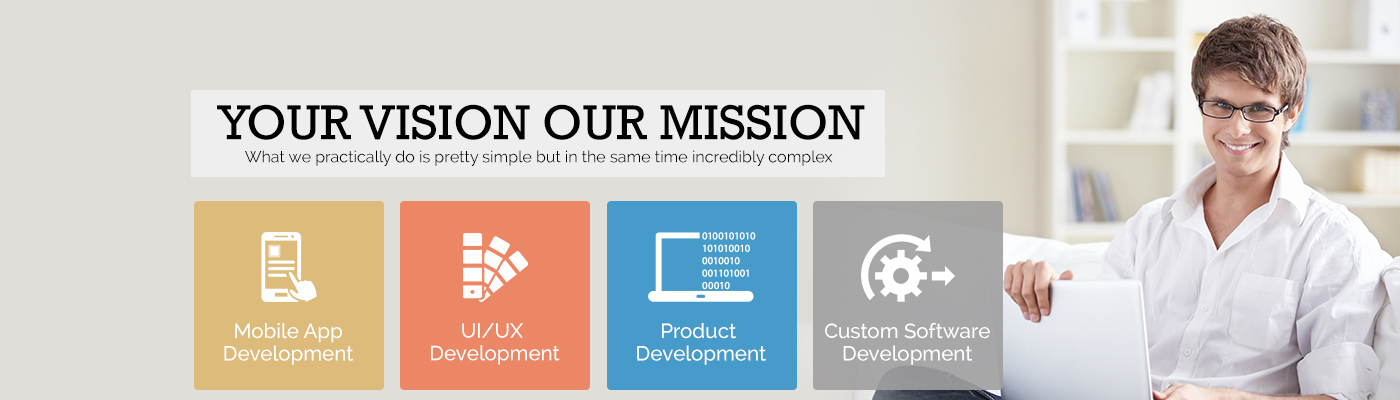 YOUR VISION OUR MISSION
What we practically do is pretty simple but in the same time incredibly complex
Mobile App
Development
UI/UX
Development
0100101010
101010010
0010010
001101001
00010
Product
Development
Custom Software
Development